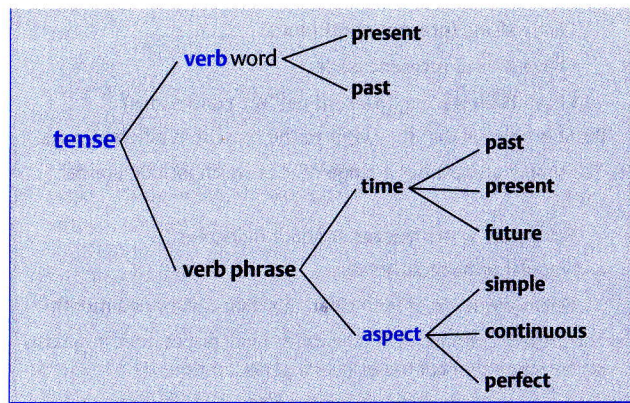 present
verb word
past
tense
past
time
present
future
verb phrase
simple
aspect
continuous
perfect